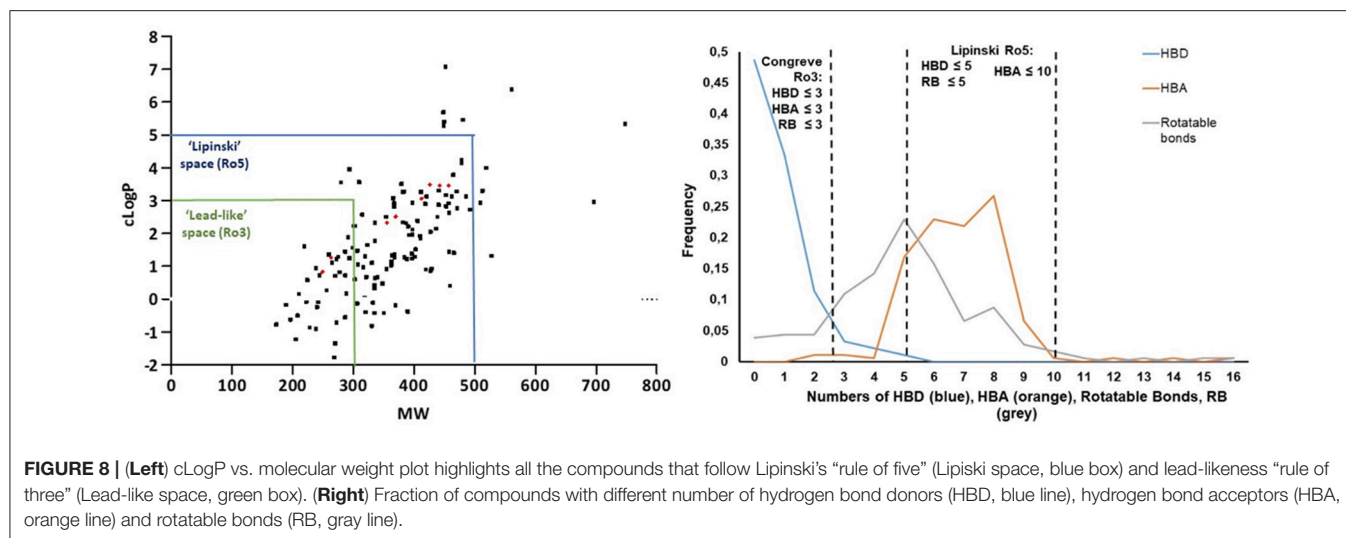 8
7
6
5
4
3
2
1
0
-1
-2
cLogP
'Lipinski'
space (Ro5)
'Lead-like'
space (Ro3)
0 100 200 300 400 500 600 700 800
MW
0,5
0,45
0,4
0,35
0,3
0,25
0,2
0,15
0,1
0,05
0
Frequency
Congreve
Ro3:
HBD ≤ 3
HBA ≤ 3
RB ≤ 3
Lipinski Ro5:
HBD ≤ 5 HBA ≤ 10
RB ≤ 5
HBD
HBA
Rotatable
bonds
0 1 2 3 4 5 6 7 8 9 10 11 12 13 14 15 16
Numbers of HBD (blue), HBA (orange), Rotatable Bonds, RB
(grey)
FIGURE 8 | (Left) cLogP vs. molecular weight plot highlights all the compounds that follow Lipinski's “rule of five” (Lipiski space, blue box) and lead-likeness “rule of
three” (Lead-like space, green box). (Right) Fraction of compounds with different number of hydrogen bond donors (HBD, blue line), hydrogen bond acceptors (HBA,
orange line) and rotatable bonds (RB, gray line).